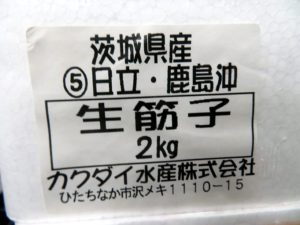 茨城県産
⑤日立・鹿島沖
生筋子
2kg
カクダイ水産株式会社
ひたちなか市沢メキ1110-15